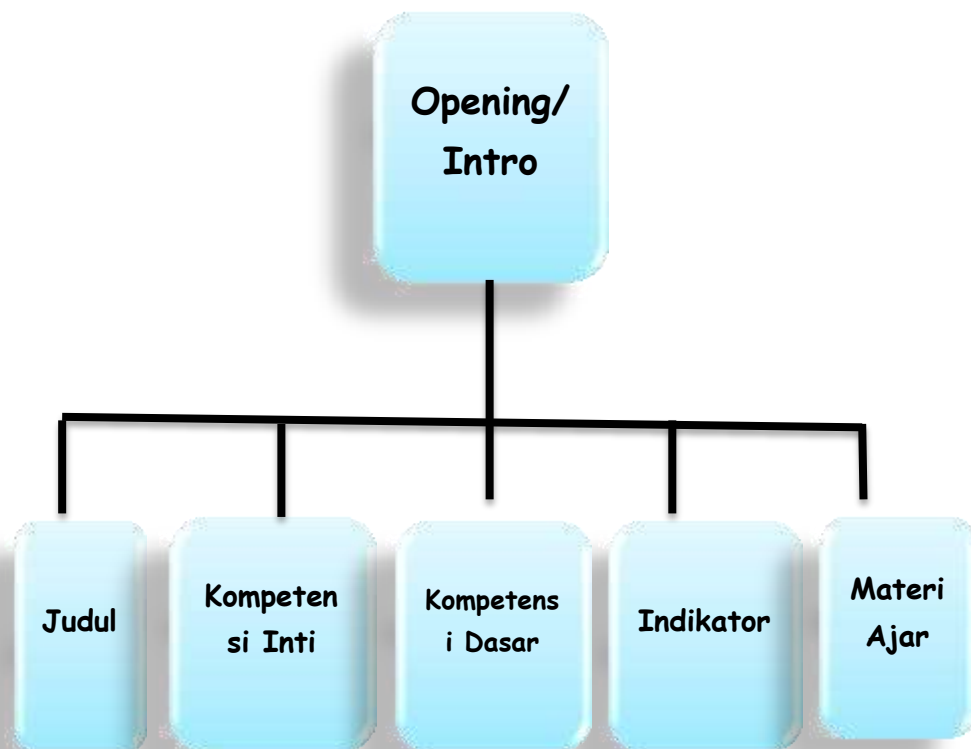 Opening/
Intro
Judul
Kompeten
si Inti
Kompetens
i Dasar
Indikator
Materi
Ajar